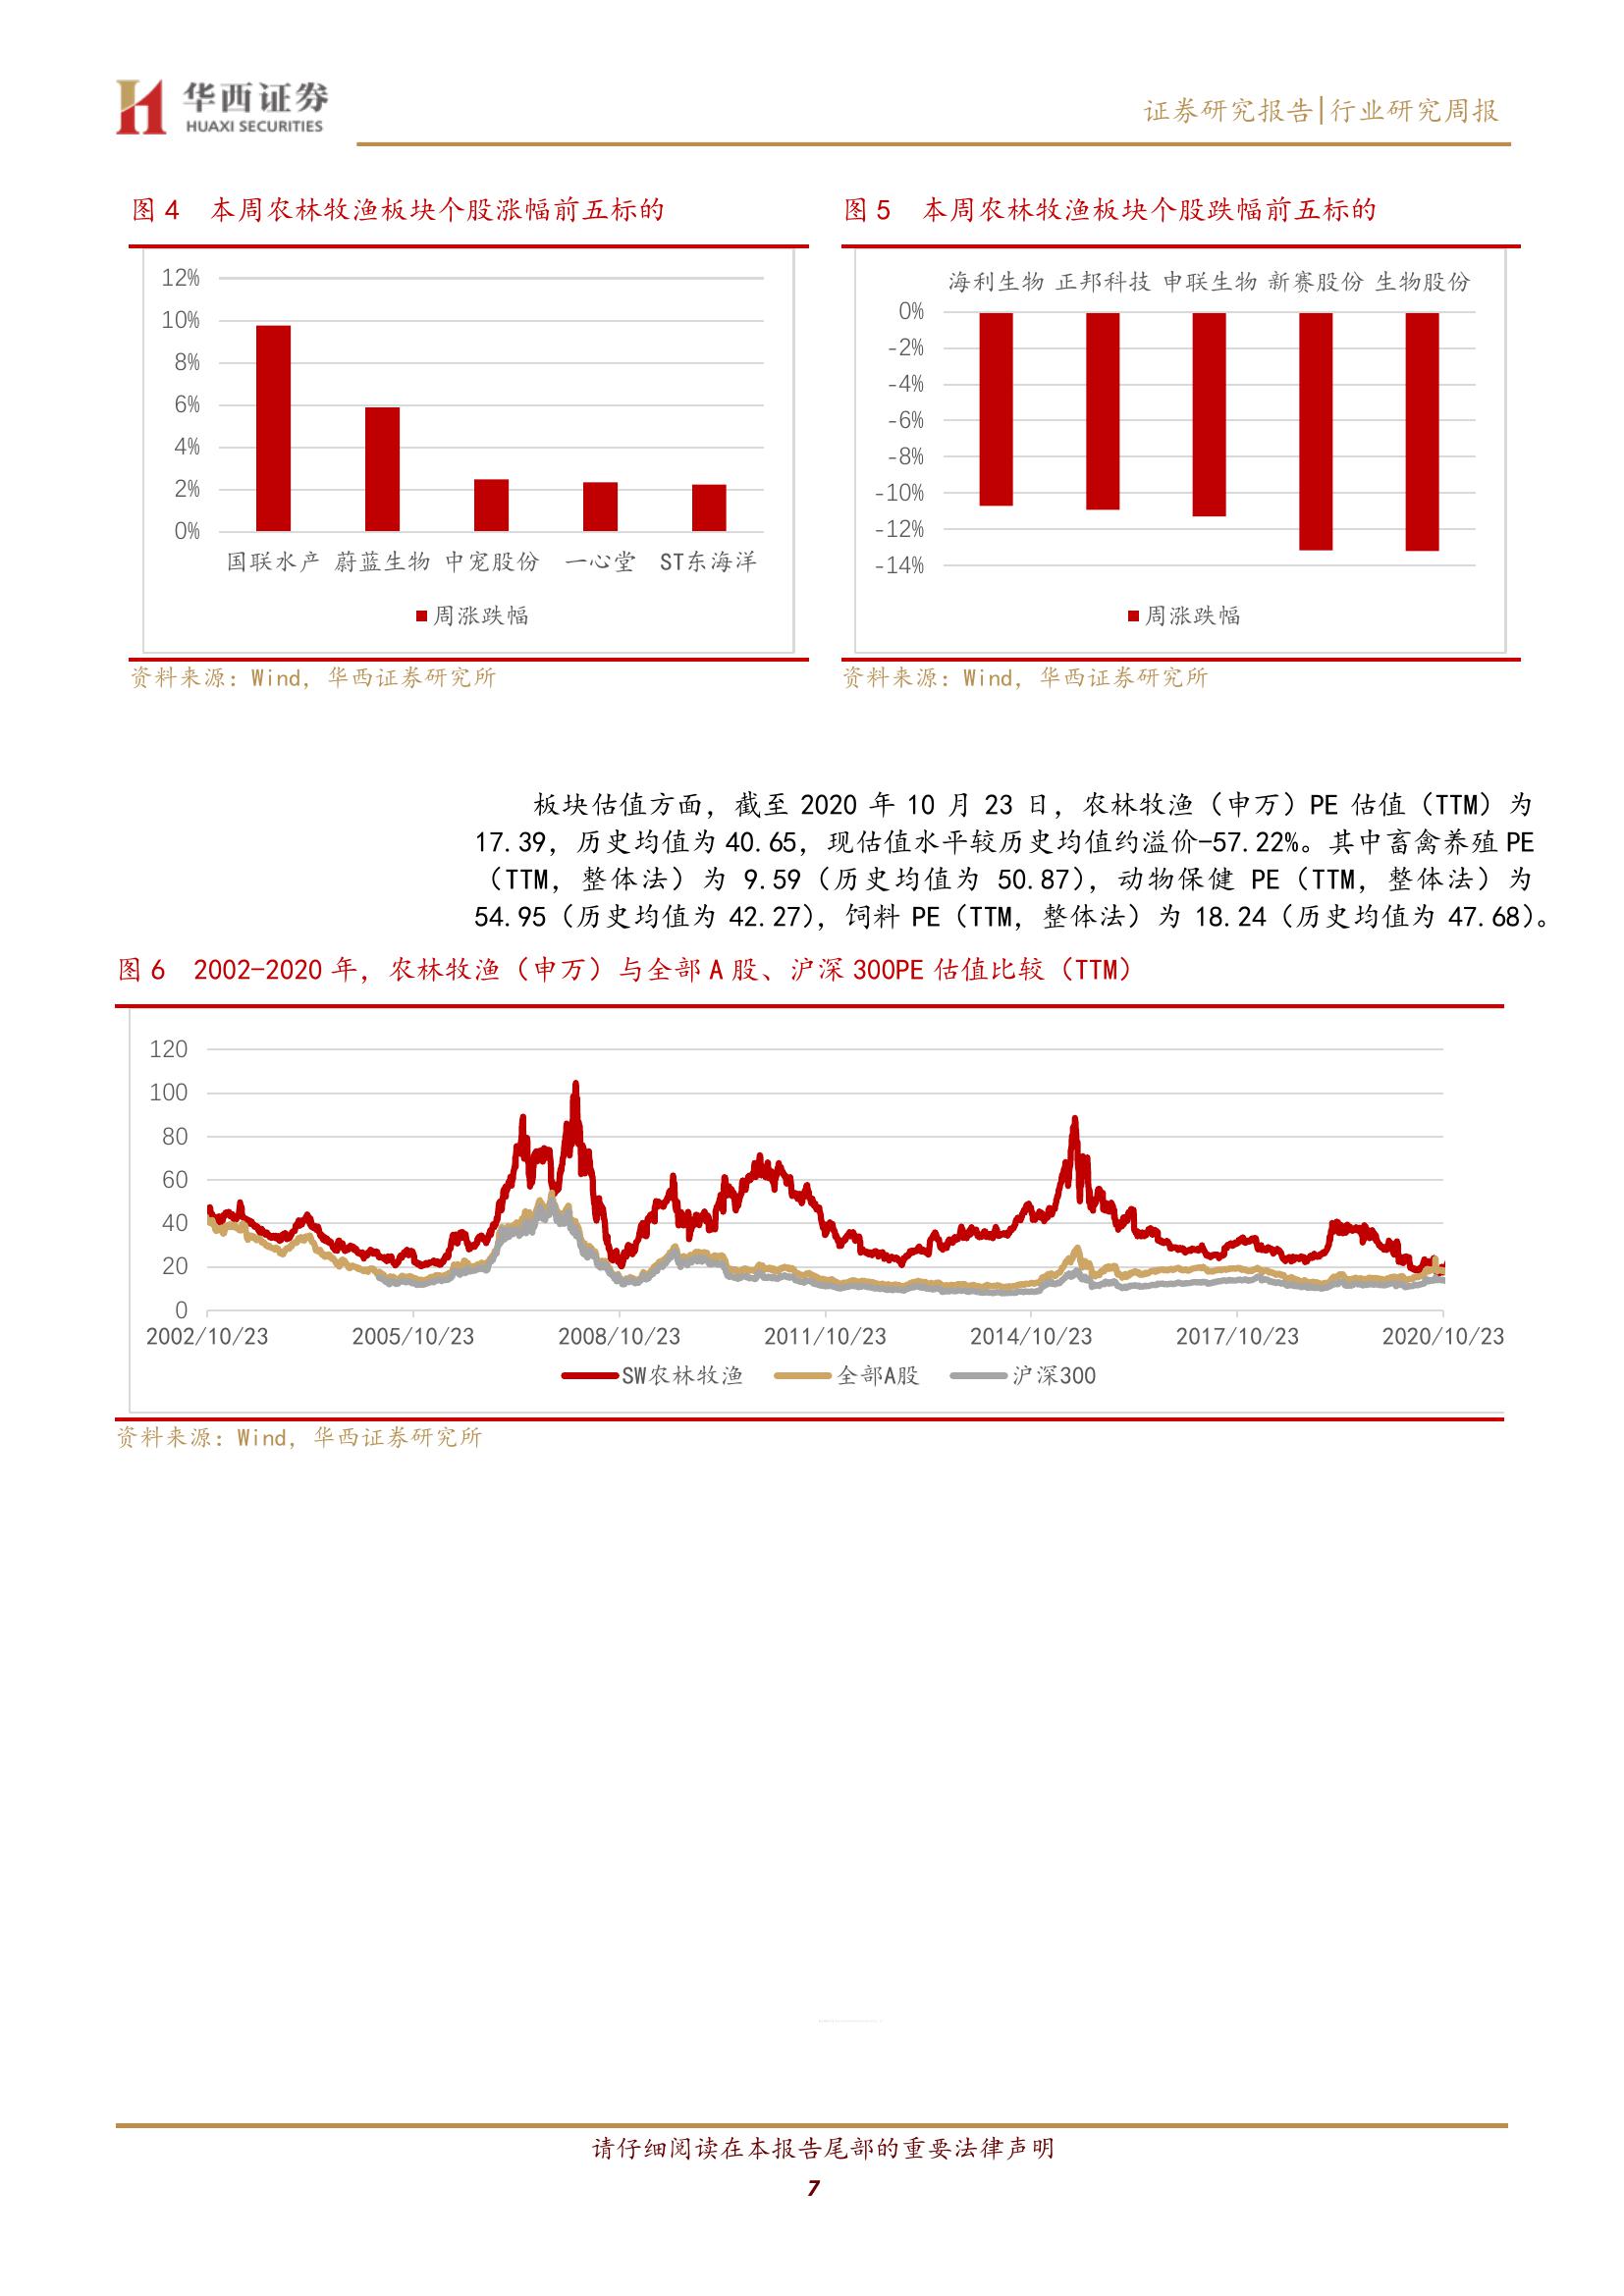 华西证券
HUAXI SECURITIES
证券研究报告|行业研究周报
图 4 本周农林牧渔板块个股涨幅前五标的
12%
10%
8%
6%
4%
2%
0%
国联水产 蔚蓝生物 中宠股份 一心堂 ST东海洋
周涨跌幅
资料来源：Wind，华西证券研究所
图 5 本周农林牧渔板块个股跌幅前五标的
海利生物 正邦科技 申联生物 新赛股份 生物股份
0%
-2%
-4%
-6%
-8%
-10%
-12%
-14%
周涨跌幅
资料来源：Wind，华西证券研究所
板块估值方面，截至 2020 年 10 月 23 日，农林牧渔（申万）PE 估值（TTM）为
17.39，历史均值为 40.65，现估值水平较历史均值约溢价-57.22%。其中畜禽养殖 PE
（TTM，整体法）为 9.59（历史均值为 50.87），动物保健 PE（TTM，整体法）为
54.95（历史均值为 42.27），饲料 PE（TTM，整体法）为 18.24（历史均值为 47.68）。
图 6 2002-2020 年，农林牧渔（申万）与全部 A 股、沪深 300PE 估值比较（TTM）
120
100
80
60
40
20
0
2002/10/23 2005/10/23 2008/10/23 2011/10/23 2014/10/23 2017/10/23 2020/10/23
SW农林牧渔 全部A股 沪深300
资料来源：Wind，华西证券研究所
请仔细阅读在本报告尾部的重要法律声明
7